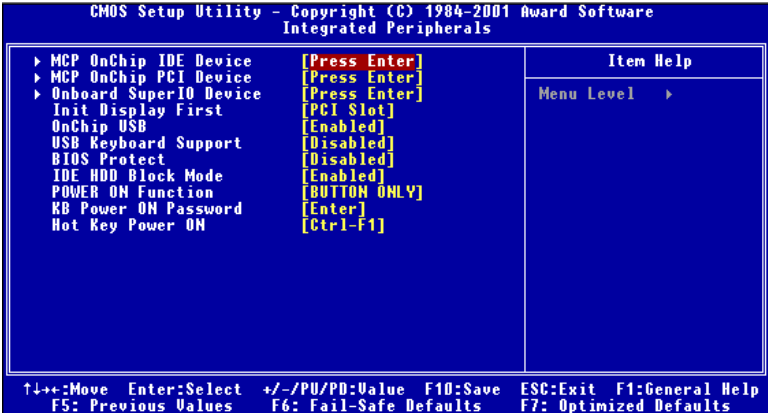 CMOS Setup Utility - Copyright (C) 1984-2001 Award Software
Integrated Peripherals
▸ MCP OnChip IDE Device [Press Enter]
▸ MCP OnChip PCI Device [Press Enter]
▸ Onboard SuperIO Device [Press Enter]
Init Display First [PCI Slot]
OnChip USB [Enabled]
USB Keyboard Support [Disabled]
BIOS Protect [Disabled]
IDE HDD Block Mode [Enabled]
POWER ON Function [BUTTON ONLY]
KB Power ON Password [Enter]
Hot Key Power ON [Ctrl-F1]
Item Help
Menu Level ▸
↑↓→←:Move Enter:Select +/-/PU/PD:Value F10:Save ESC:Exit F1:General Help
F5: Previous Values F6: Fail-Safe Defaults F7: Optimized Defaults